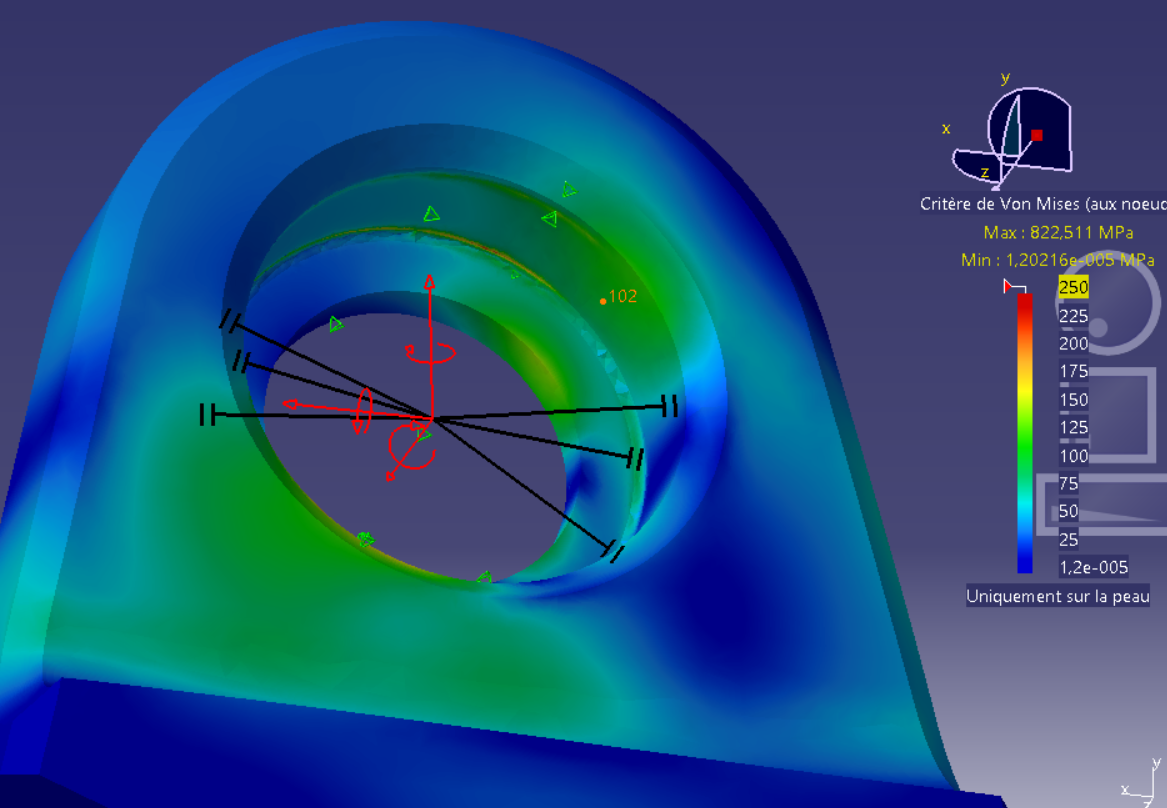 y
x
z
Critère de Von Mises (aux noeud
Max : 822,511 MPa
Min : 1,20216e-005 MPa
250
102
225
200
175
150
125
100
75
50
25
1,2e-005
Uniquement sur la peau
y
x
z